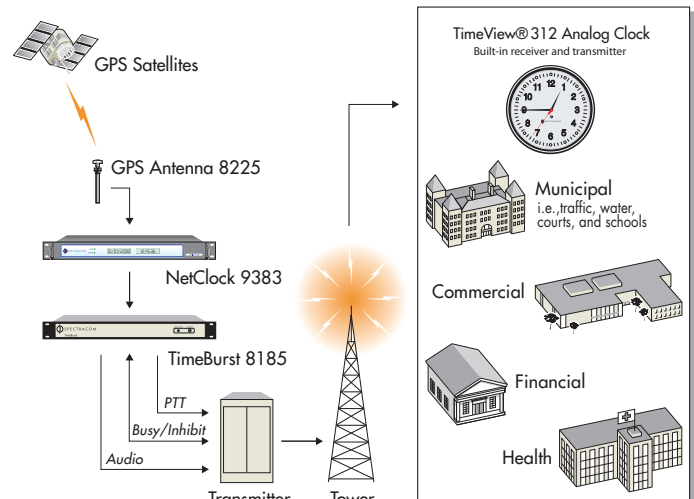 GPS Satellites
GPS Antenna 8225
NetClock 9383
SPECTRACOM
TimeBurst 8185
PTT
Busy/Inhibit
Audio
Transmitter
Tower
TimeView® 312 Analog Clock
Built-in receiver and transmitter
11 12 1
10 2
9 3
8 4
7 6 5
Municipal
i.e.,traffic, water,
courts, and schools
Commercial
Financial
Health